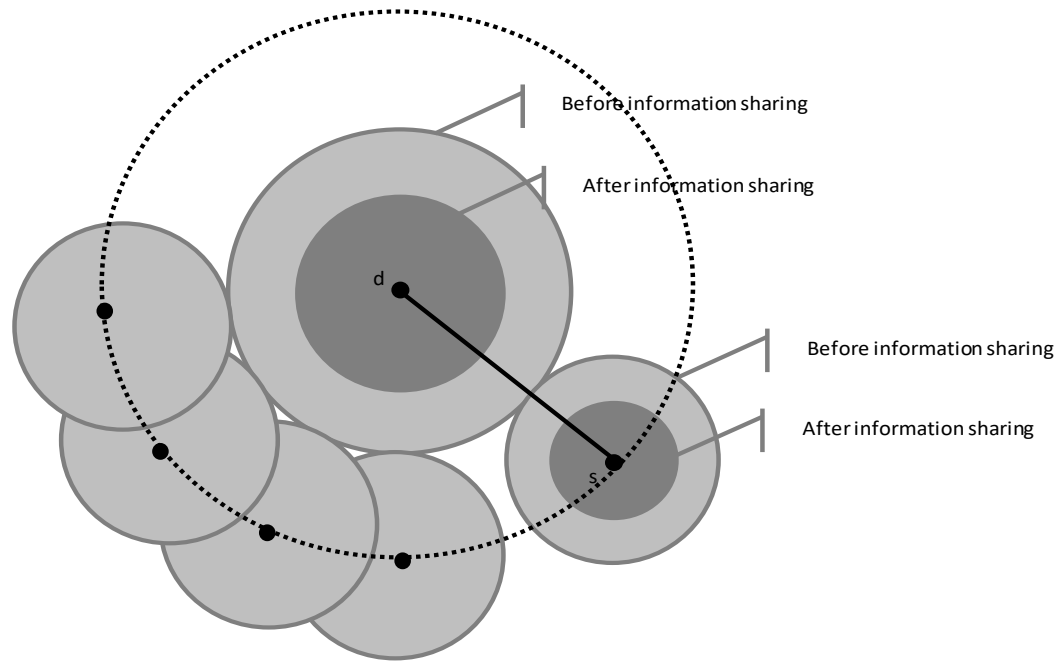 Before information sharing
After information sharing
d
Before information sharing
After information sharing
s